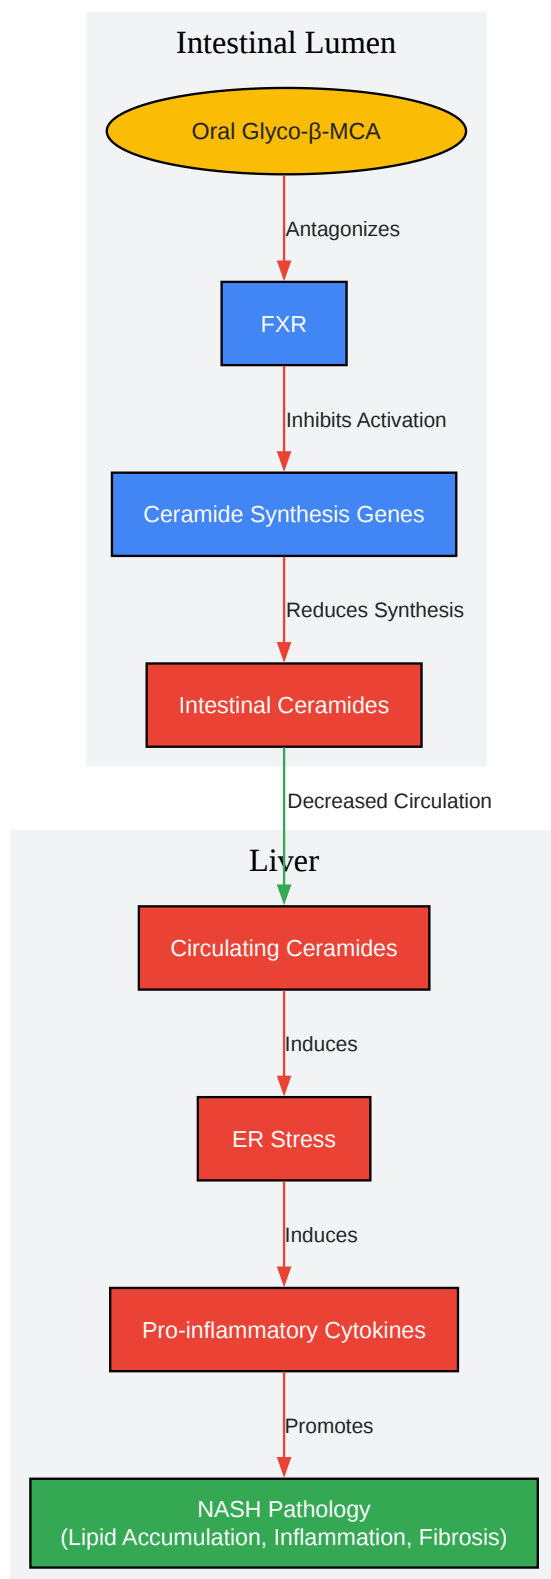 Intestinal Lumen
Oral Glyco-β-MCA
Antagonizes
FXR
Inhibits Activation
Ceramide Synthesis Genes
Reduces Synthesis
Intestinal Ceramides
Decreased Circulation
Liver
Circulating Ceramides
Induces
ER Stress
Induces
Pro-inflammatory Cytokines
Promotes
NASH Pathology
(Lipid Accumulation, Inflammation, Fibrosis)